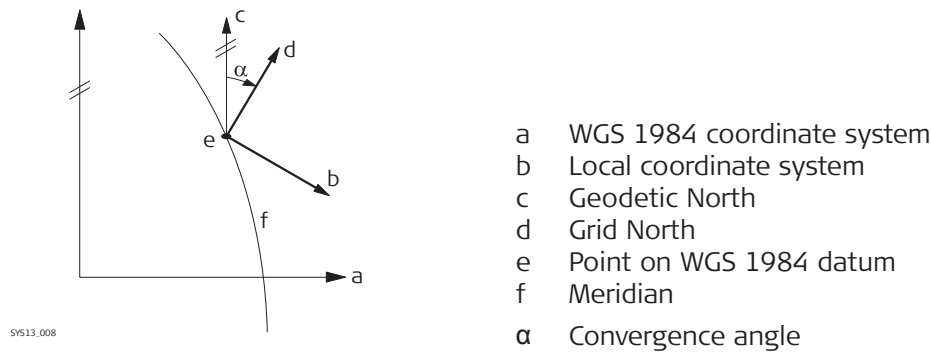 c
d
α
e
b
f
a
SYS13_008
a WGS 1984 coordinate system
b Local coordinate system
c Geodetic North
d Grid North
e Point on WGS 1984 datum
f Meridian
α Convergence angle